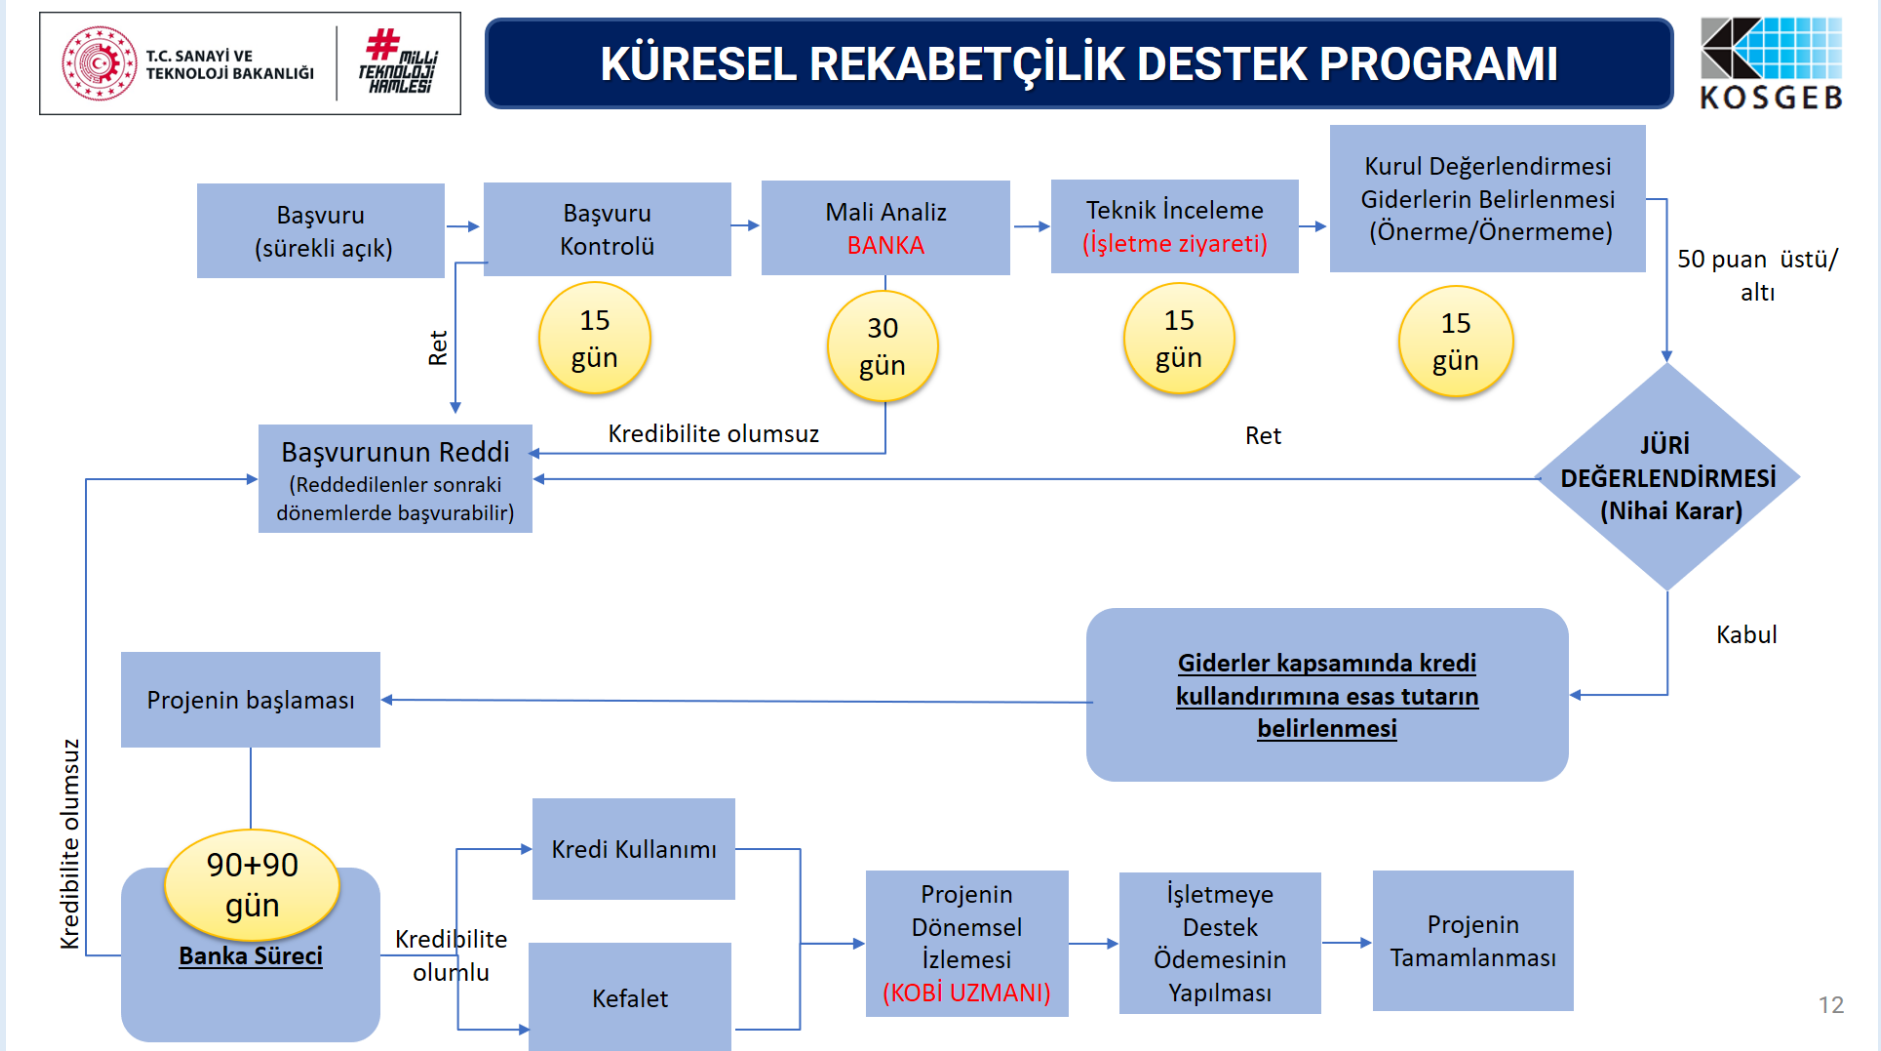 T.C. SANAYİ VE
TEKNOLOJİ BAKANLIĞI
#MİLLİ
TEKNOLOJİ
HAMLESİ
KÜRESEL REKABETÇİLİK DESTEK PROGRAMI
KOSGEB
Başvuru
(sürekli açık)
Başvuru
Kontrolü
Mali Analiz
BANKA
Teknik İnceleme
(İşletme ziyareti)
Kurul Değerlendirmesi
Giderlerin Belirlenmesi
(Önerme/Önermeme)
50 puan üstü/
altı
15
gün
30
gün
15
gün
15
gün
Ret
Kredibilite olumsuz
Ret
Başvurunun Reddi
(Reddedilenler sonraki
dönemlerde başvurabilir)
JÜRİ
DEĞERLENDİRMESİ
(Nihai Karar)
Kabul
Giderler kapsamında kredi
kullandırımına esas tutarın
belirlenmesi
Projenin başlaması
Kredibilite olumsuz
90+90
gün
Banka Süreci
Kredibilite
olumlu
Kredi Kullanımı
Kefalet
Projenin
Dönemsel
İzlemesi
(KOBİ UZMANI)
İşletmeye
Destek
Ödemesinin
Yapılması
Projenin
Tamamlanması
12